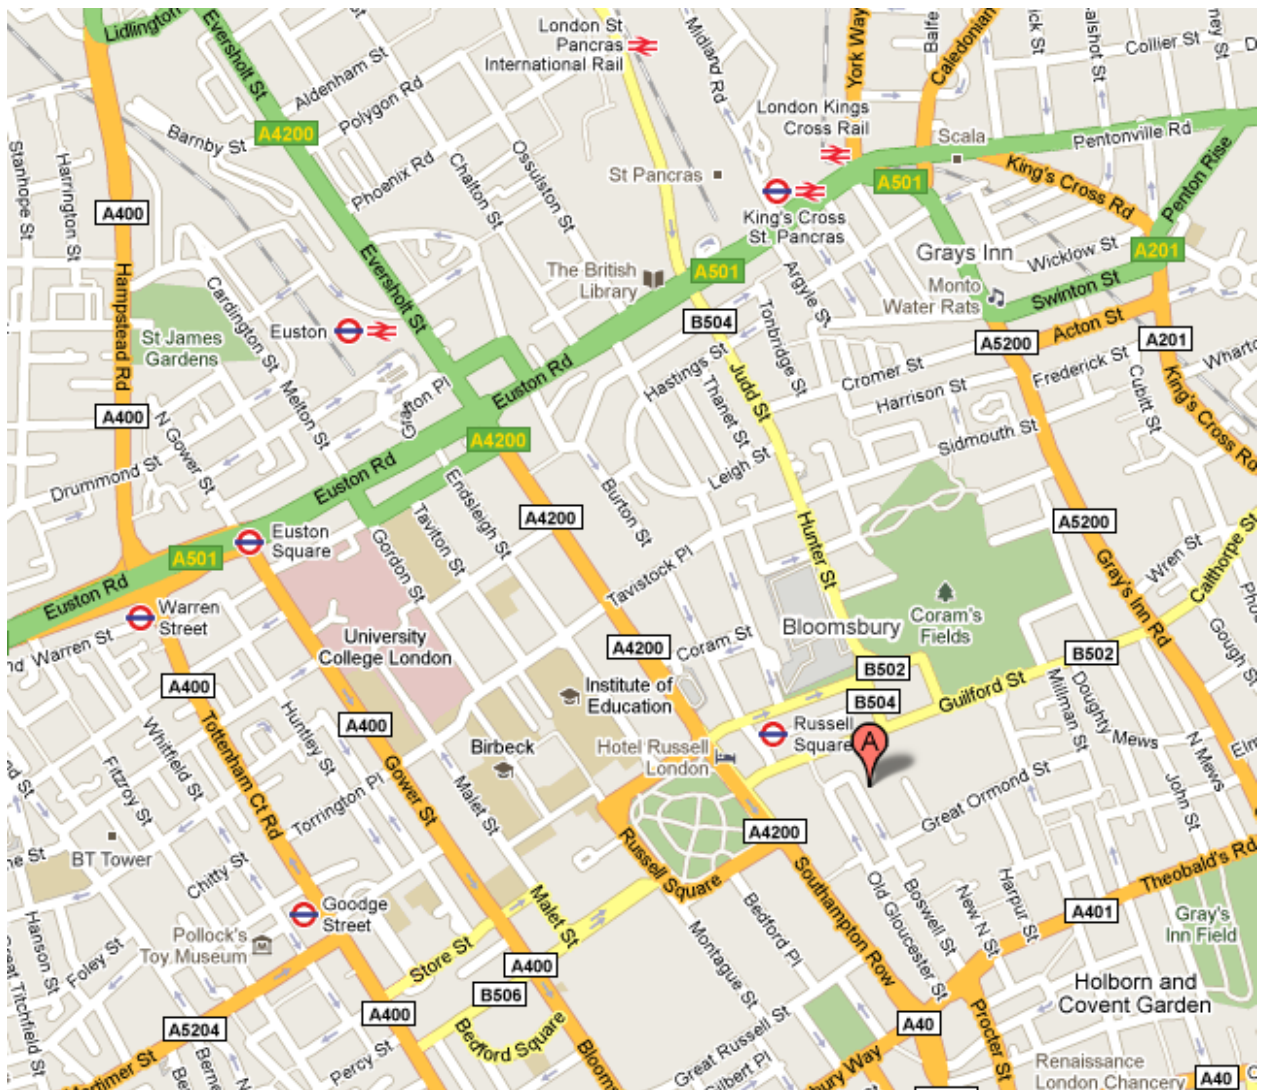 Lidlington
Eversholt St
London St
Pancras
International Rail
Midland Rd
York Way
Balfe
Caledonian
Collier St
Aldenham St
Polygon Rd
Barnby St
A4200
London Kings
Cross Rail
Scala
Pentonville Rd
Stanhope St
Harrington St
Phoenix Rd
Chalton St
Ossulston St
St Pancras
A501
King's Cross Rd
Penton Rise
A400
King's Cross
St. Pancras
Grays Inn
Wicklow St
A201
Hampstead Rd
Cardington St
Eversholt St
The British
Library
A501
Argyle St
Monto
Water Rats
Swinton St
St James
Gardens
Euston
B504
Tonbridge St
A5200
Acton St
A201
Melton St
Grafton Pl
Euston Rd
Hastings St
Judd St
Cromer St
Harrison St
Frederick St
Cubitt St
King's Cross Rd
A400
N Gower St
A4200
Thanet St
Leigh St
Sidmouth St
Drummond St
Euston Rd
Endsleigh St
Burton St
A4200
Hunter St
A5200
Taviton St
Gordon St
Euston
Square
A501
Euston Rd
Tavistock Pl
Gray's Inn Rd
Wren St
Calthorpe St
Warren
Street
Warren St
University
College London
A4200
Coram St
Bloomsbury
Coram's
Fields
B502
B502
Gough St
A400
Institute of
Education
B504
Guilford St
Millman St
Doughty Mews
N Mews
Whitfield St
Huntley St
A400
Birbeck
Hotel Russell
London
Russell
Square
A
Fitzroy St
Tottenham Ct Rd
Torrington Pl
Gower St
Malet St
Great Ormond St
John St
BT Tower
Chitty St
A4200
Russell Square
Southampton Row
Theobald's Rd
Goodge
Street
Malet St
Old Gloucester St
Boswell St
New N St
Harpur St
A401
Gray's
Inn Field
Hanson St
Foley St
Pollock's
Toy Museum
Store St
Bedford Pl
Montague St
A400
B506
Holborn and
Covent Garden
Titchfield St
A5204
A400
Bedford Square
A40
Procter St
Mortimer St
Percy St
Great Russell St
Gilbert Pl
Renaissance
London Chancery
A40